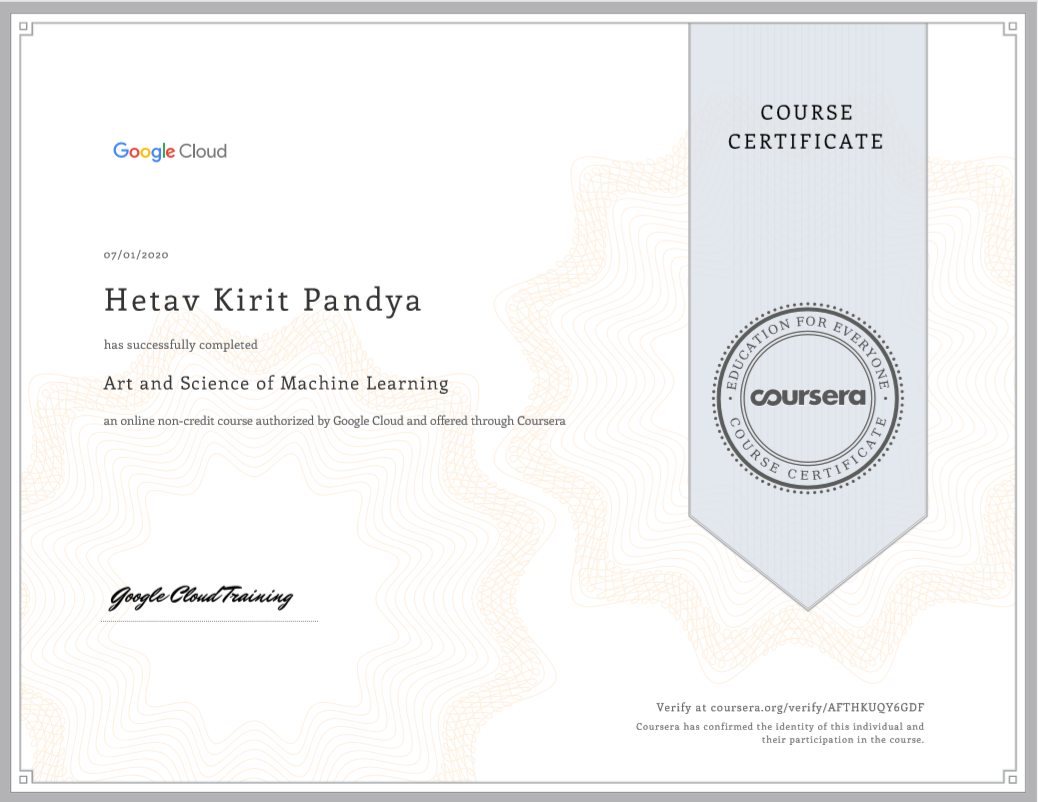 COURSE
CERTIFICATE
Google Cloud
07/01/2020
Hetav Kirit Pandya
has successfully completed
Art and Science of Machine Learning
an online non-credit course authorized by Google Cloud and offered through Coursera
EDUCATION FOR EVERYONE
coursera
COURSE CERTIFICATE
Google Cloud Training
Verify at coursera.org/verify/AFTHKUQY6GDF
Coursera has confirmed the identity of this individual and
their participation in the course.